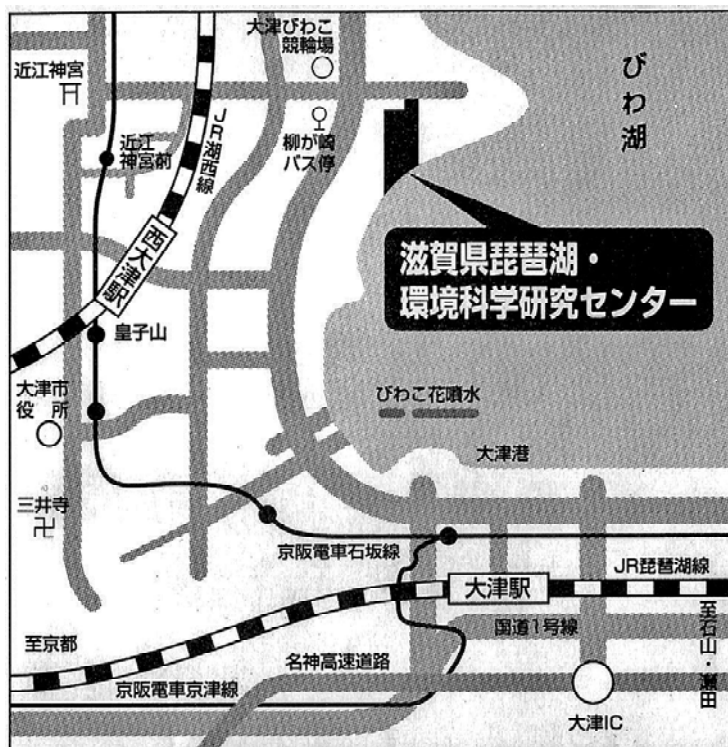 大津びわこ
競輪場
近江神宮
びわ湖
近江
神宮前
JR湖西線
柳が崎
バス停
滋賀県琵琶湖・
環境科学研究センター
西大津駅
皇子山
大津市
役所
びわこ花噴水
大津港
三井寺
京阪電車石坂線
JR琵琶湖線
大津駅
国道1号線
至石山・瀬田
至京都
名神高速道路
京阪電車京津線
大津IC